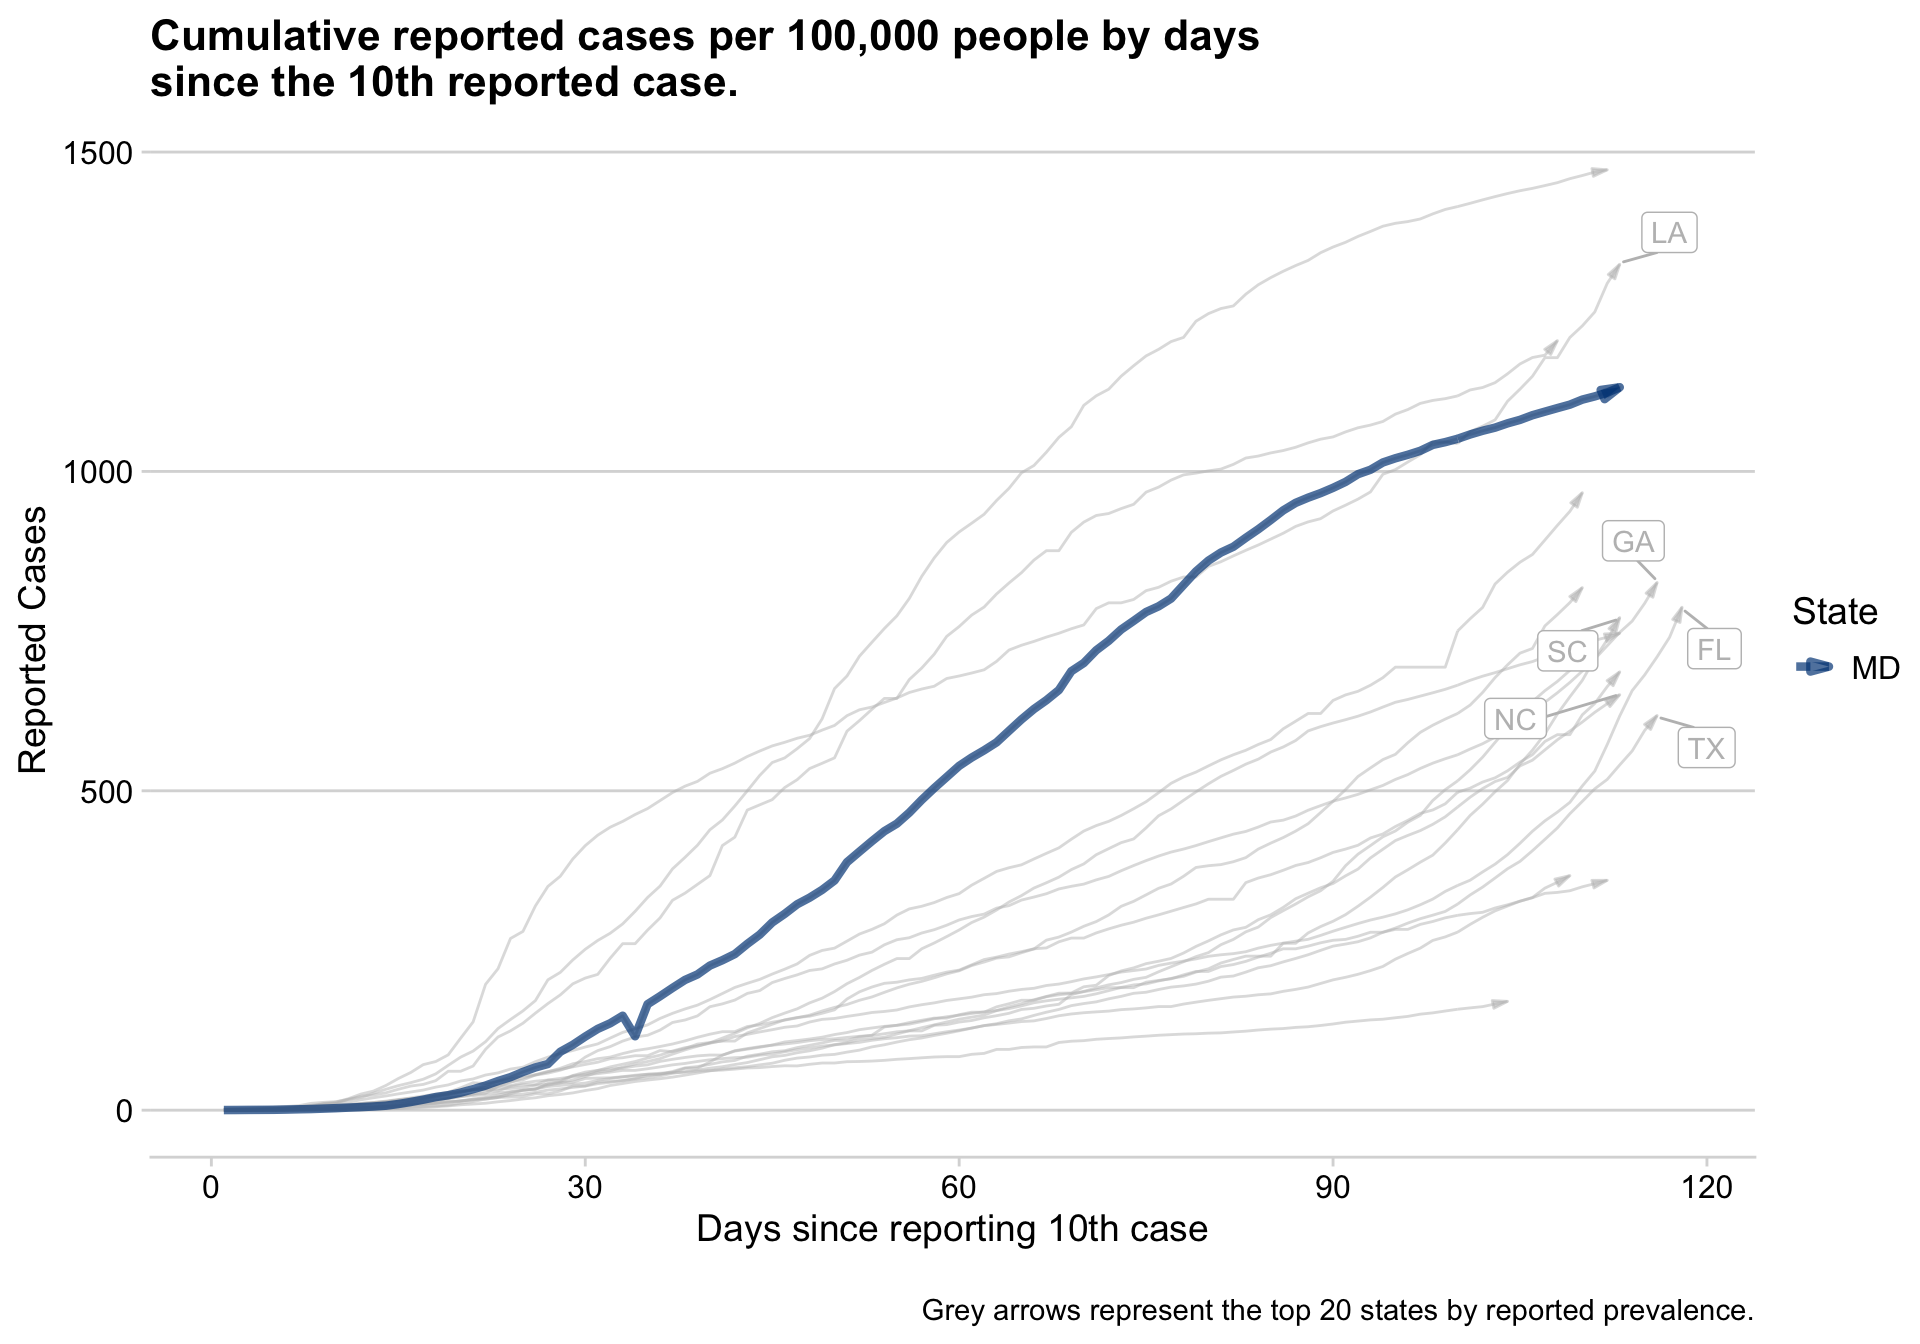 Cumulative reported cases per 100,000 people by days
since the 10th reported case.
1500
1000
500
0
Reported Cases
LA
GA
SC
FL
NC
TX
State
MD
0 30 60 90 120
Days since reporting 10th case
Grey arrows represent the top 20 states by reported prevalence.